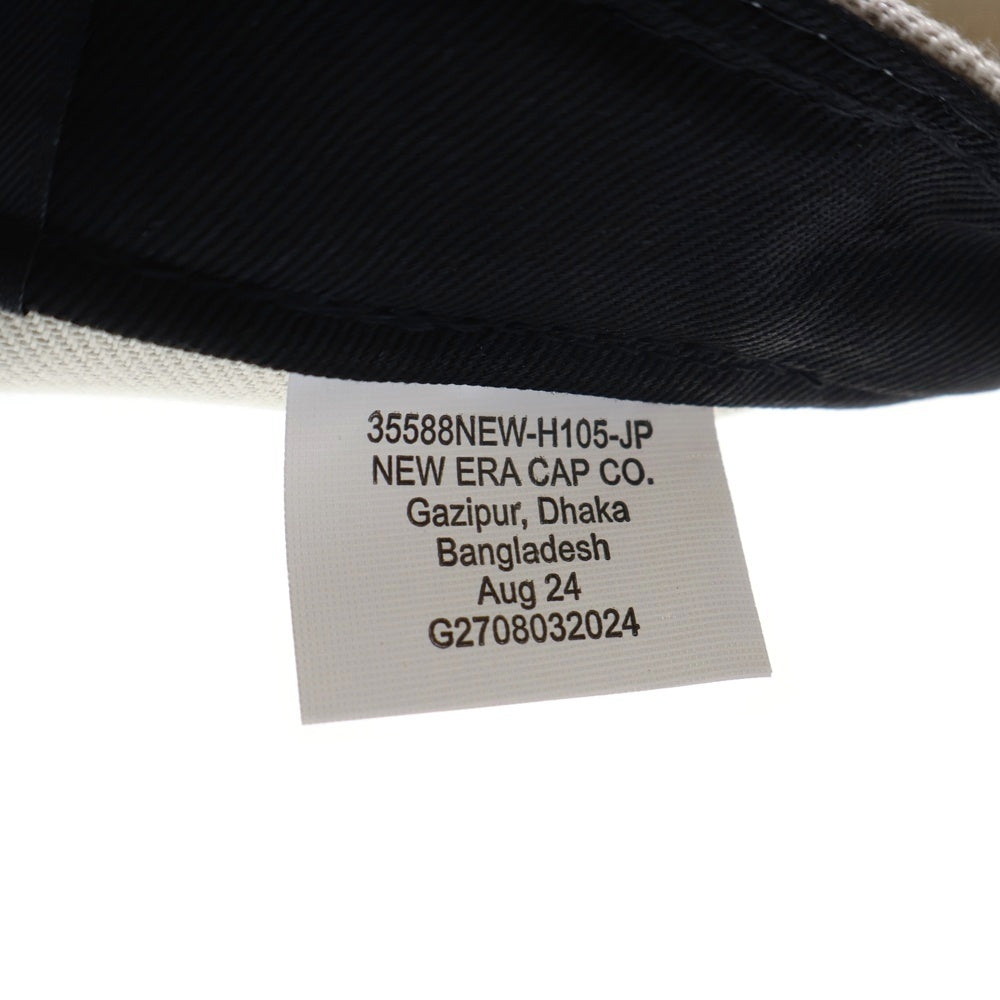 35588NEW-H105-JP
NEW ERA CAP CO.
Gazipur, Dhaka
Bangladesh
Aug 24
G2708032024